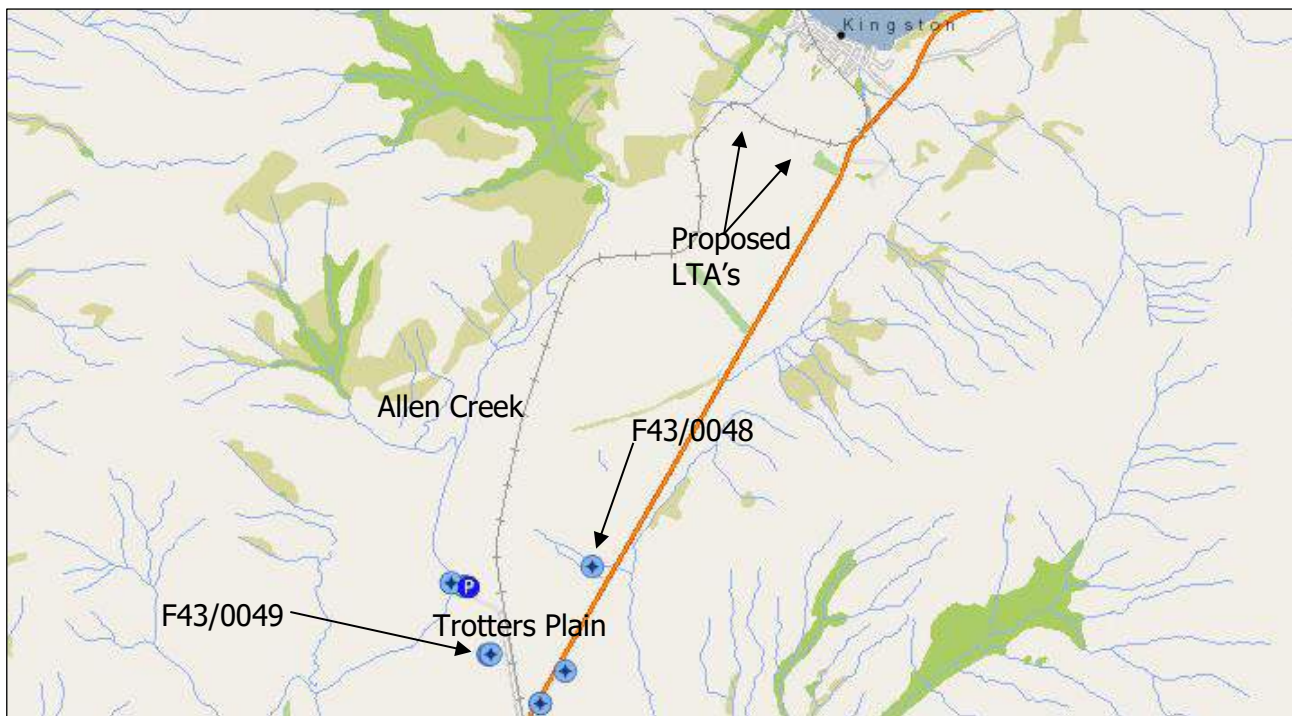 Kingston
Proposed
LTA's
Allen Creek
F43/0048
P
F43/0049
Trotters Plain